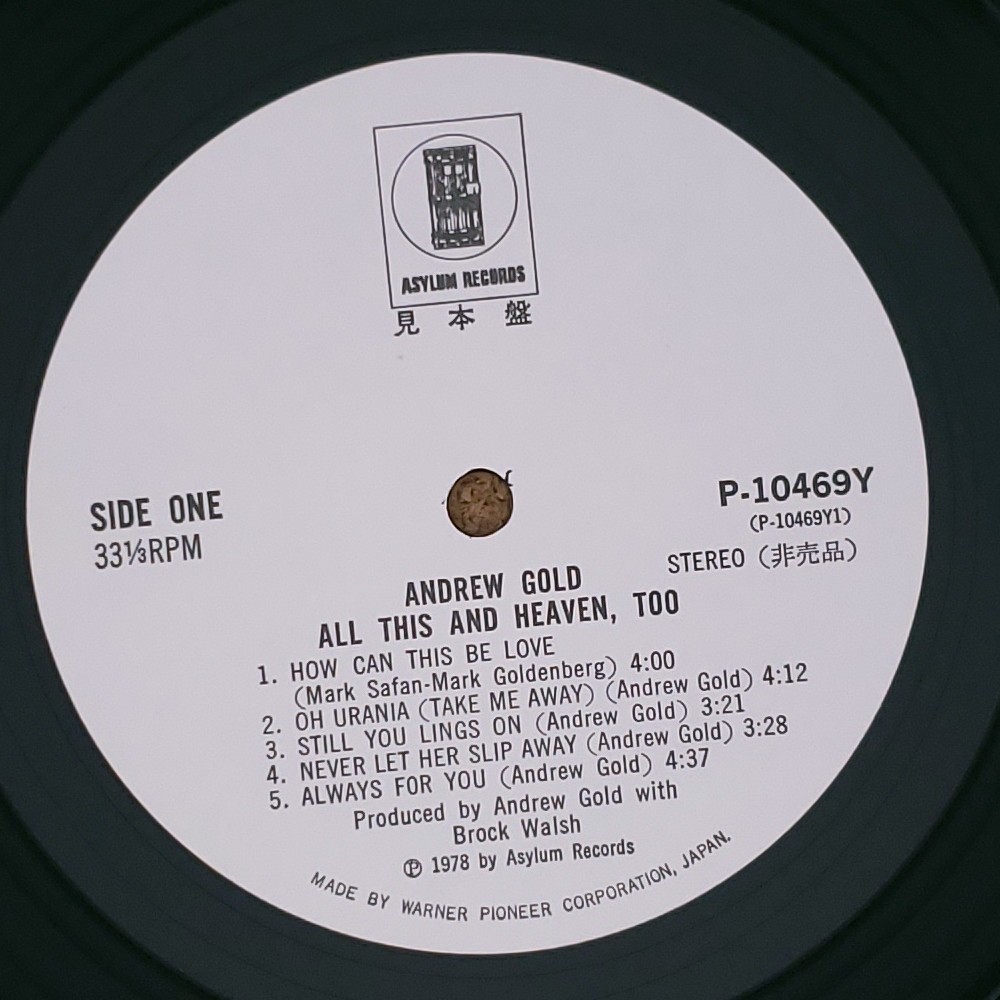 ASYLUM RECORDS
見本盤
SIDE ONE
33⅓RPM
P-10469Y
(P-10469Y1)
STEREO (非売品)
ANDREW GOLD
ALL THIS AND HEAVEN, TOO
1. HOW CAN THIS BE LOVE
(Mark Safan-Mark Goldenberg) 4:00
2. OH URANIA (TAKE ME AWAY) (Andrew Gold) 4:12
3. STILL YOU LINGS ON (Andrew Gold) 3:21
4. NEVER LET HER SLIP AWAY (Andrew Gold) 3:28
5. ALWAYS FOR YOU (Andrew Gold) 4:37
Produced by Andrew Gold with
Brock Walsh
℗ 1978 by Asylum Records
MADE BY WARNER PIONEER CORPORATION, JAPAN.